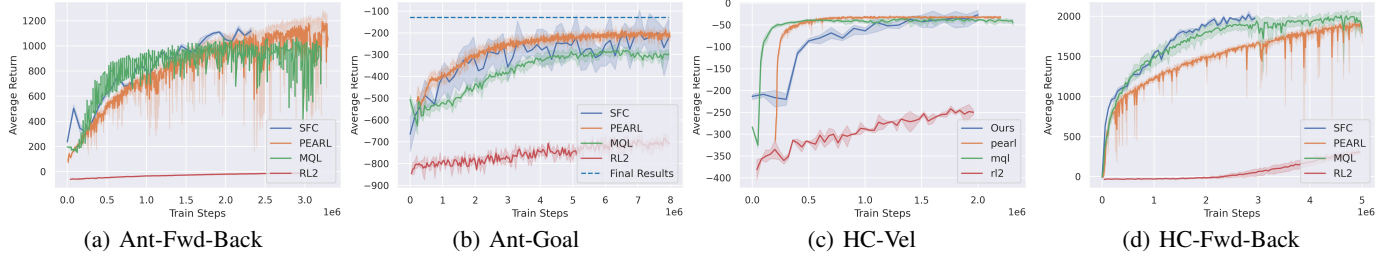 1200
1000
800
600
400
200
0
Average Return
0.0 0.5 1.0 1.5 2.0 2.5 3.0
1e6
Train Steps
SFC
PEARL
MQL
RL2
(a) Ant-Fwd-Back
−100
−200
−300
−400
−500
−600
−700
−800
−900
Average Return
0 1 2 3 4 5 6 7 8
1e6
Train Steps
SFC
PEARL
MQL
RL2
Final Results
(b) Ant-Goal
0
−50
−100
−150
−200
−250
−300
−350
−400
Average Return
0.0 0.5 1.0 1.5 2.0
1e6
Train Steps
Ours
pearl
mql
rl2
(c) HC-Vel
2000
1500
1000
500
0
Average Return
0 1 2 3 4 5
1e6
Train Steps
SFC
PEARL
MQL
RL2
(d) HC-Fwd-Back